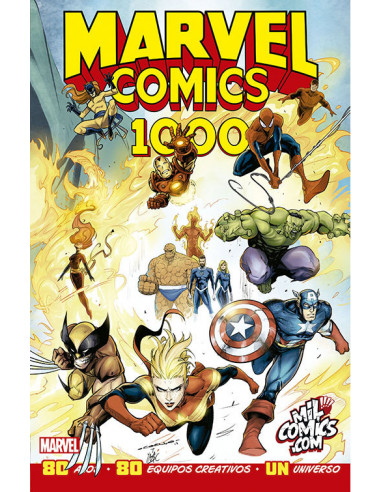 MARVEL
COMICS
1000
MIL
COMICS
.COM
MARVEL
80 AÑOS · 80 EQUIPOS CREATIVOS · UN UNIVERSO